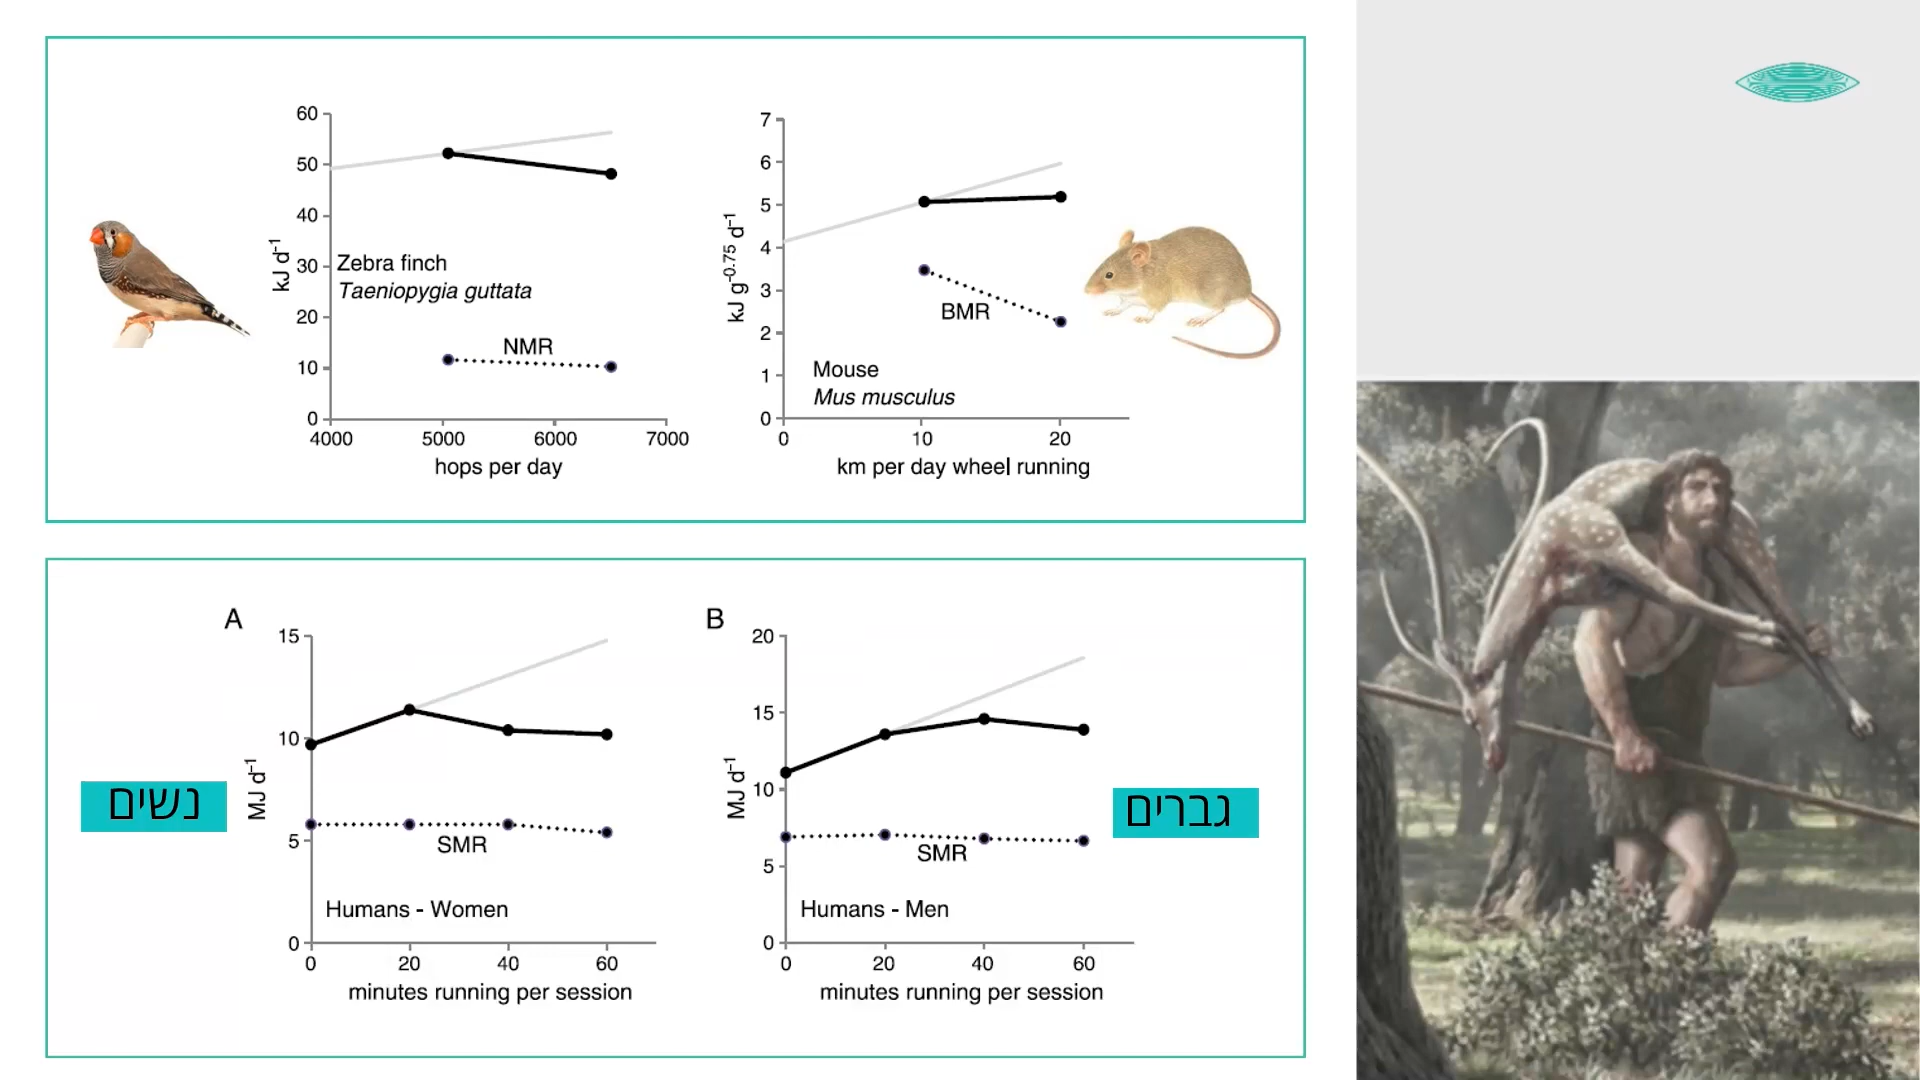 60
50
40
30
20
10
0
kJ d⁻¹
Zebra finch
Taeniopygia guttata
NMR
4000 5000 6000 7000
hops per day
7
6
5
4
3
2
1
0
kJ g⁻⁰·⁷⁵ d⁻¹
BMR
Mouse
Mus musculus
0 10 20
km per day wheel running
A
15
10
5
0
MJ d⁻¹
נשים
SMR
Humans - Women
0 20 40 60
minutes running per session
B
20
15
10
5
0
MJ d⁻¹
גברים
SMR
Humans - Men
0 20 40 60
minutes running per session